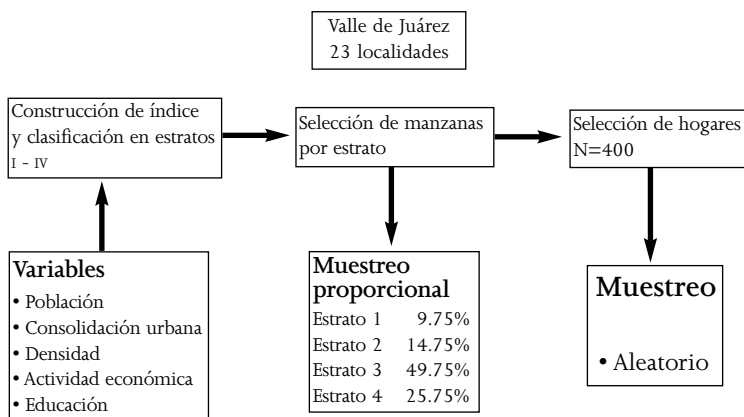 Valle de Juárez
23 localidades
Construcción de índice
y clasificación en estratos
I - IV
Selección de manzanas
por estrato
Selección de hogares
N=400
Variables
• Población
• Consolidación urbana
• Densidad
• Actividad económica
• Educación
Muestreo
proporcional
Estrato 1 9.75%
Estrato 2 14.75%
Estrato 3 49.75%
Estrato 4 25.75%
Muestreo
• Aleatorio